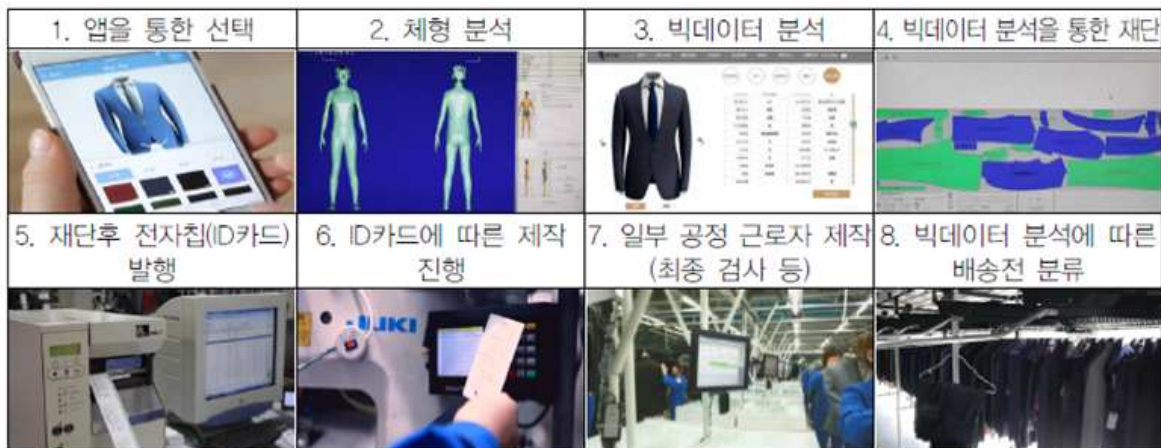 1. 앱을 통한 선택
2. 체형 분석
3. 빅데이터 분석
4. 빅데이터 분석을 통한 재단
5. 재단후 전자칩(ID카드)
발행
6. ID카드에 따른 제작
진행
7. 일부 공정 근로자 제작
(최종 검사 등)
8. 빅데이터 분석에 따른
배송전 분류
JUKI